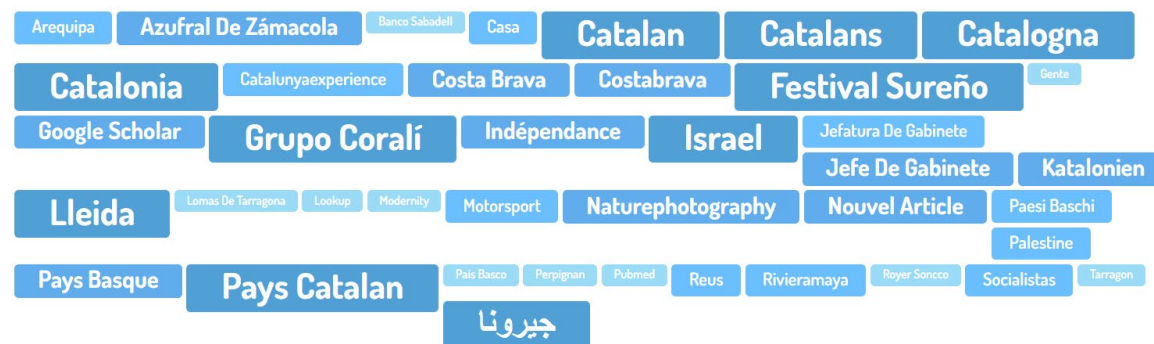 Arequipa Azufral De Zámacola Banco Sabadell Casa Catalan Catalans Catalogna
Catalonia Catalunyaexperience Costa Brava Costabrava Festival Sureño Gente
Google Scholar Grupo Coralí Indépendance Israel Jefatura De Gabinete
Jefe De Gabinete Katalonien
Lleida Lomas De Tarragona Lookup Modernity Motorsport Naturephotography Nouvel Article Paesi Baschi
Palestine
Pays Basque Pays Catalan País Basco Perpignan Pubmed Reus Rivieramaya Royer Soncco Socialistas Tarragon
جيرونا